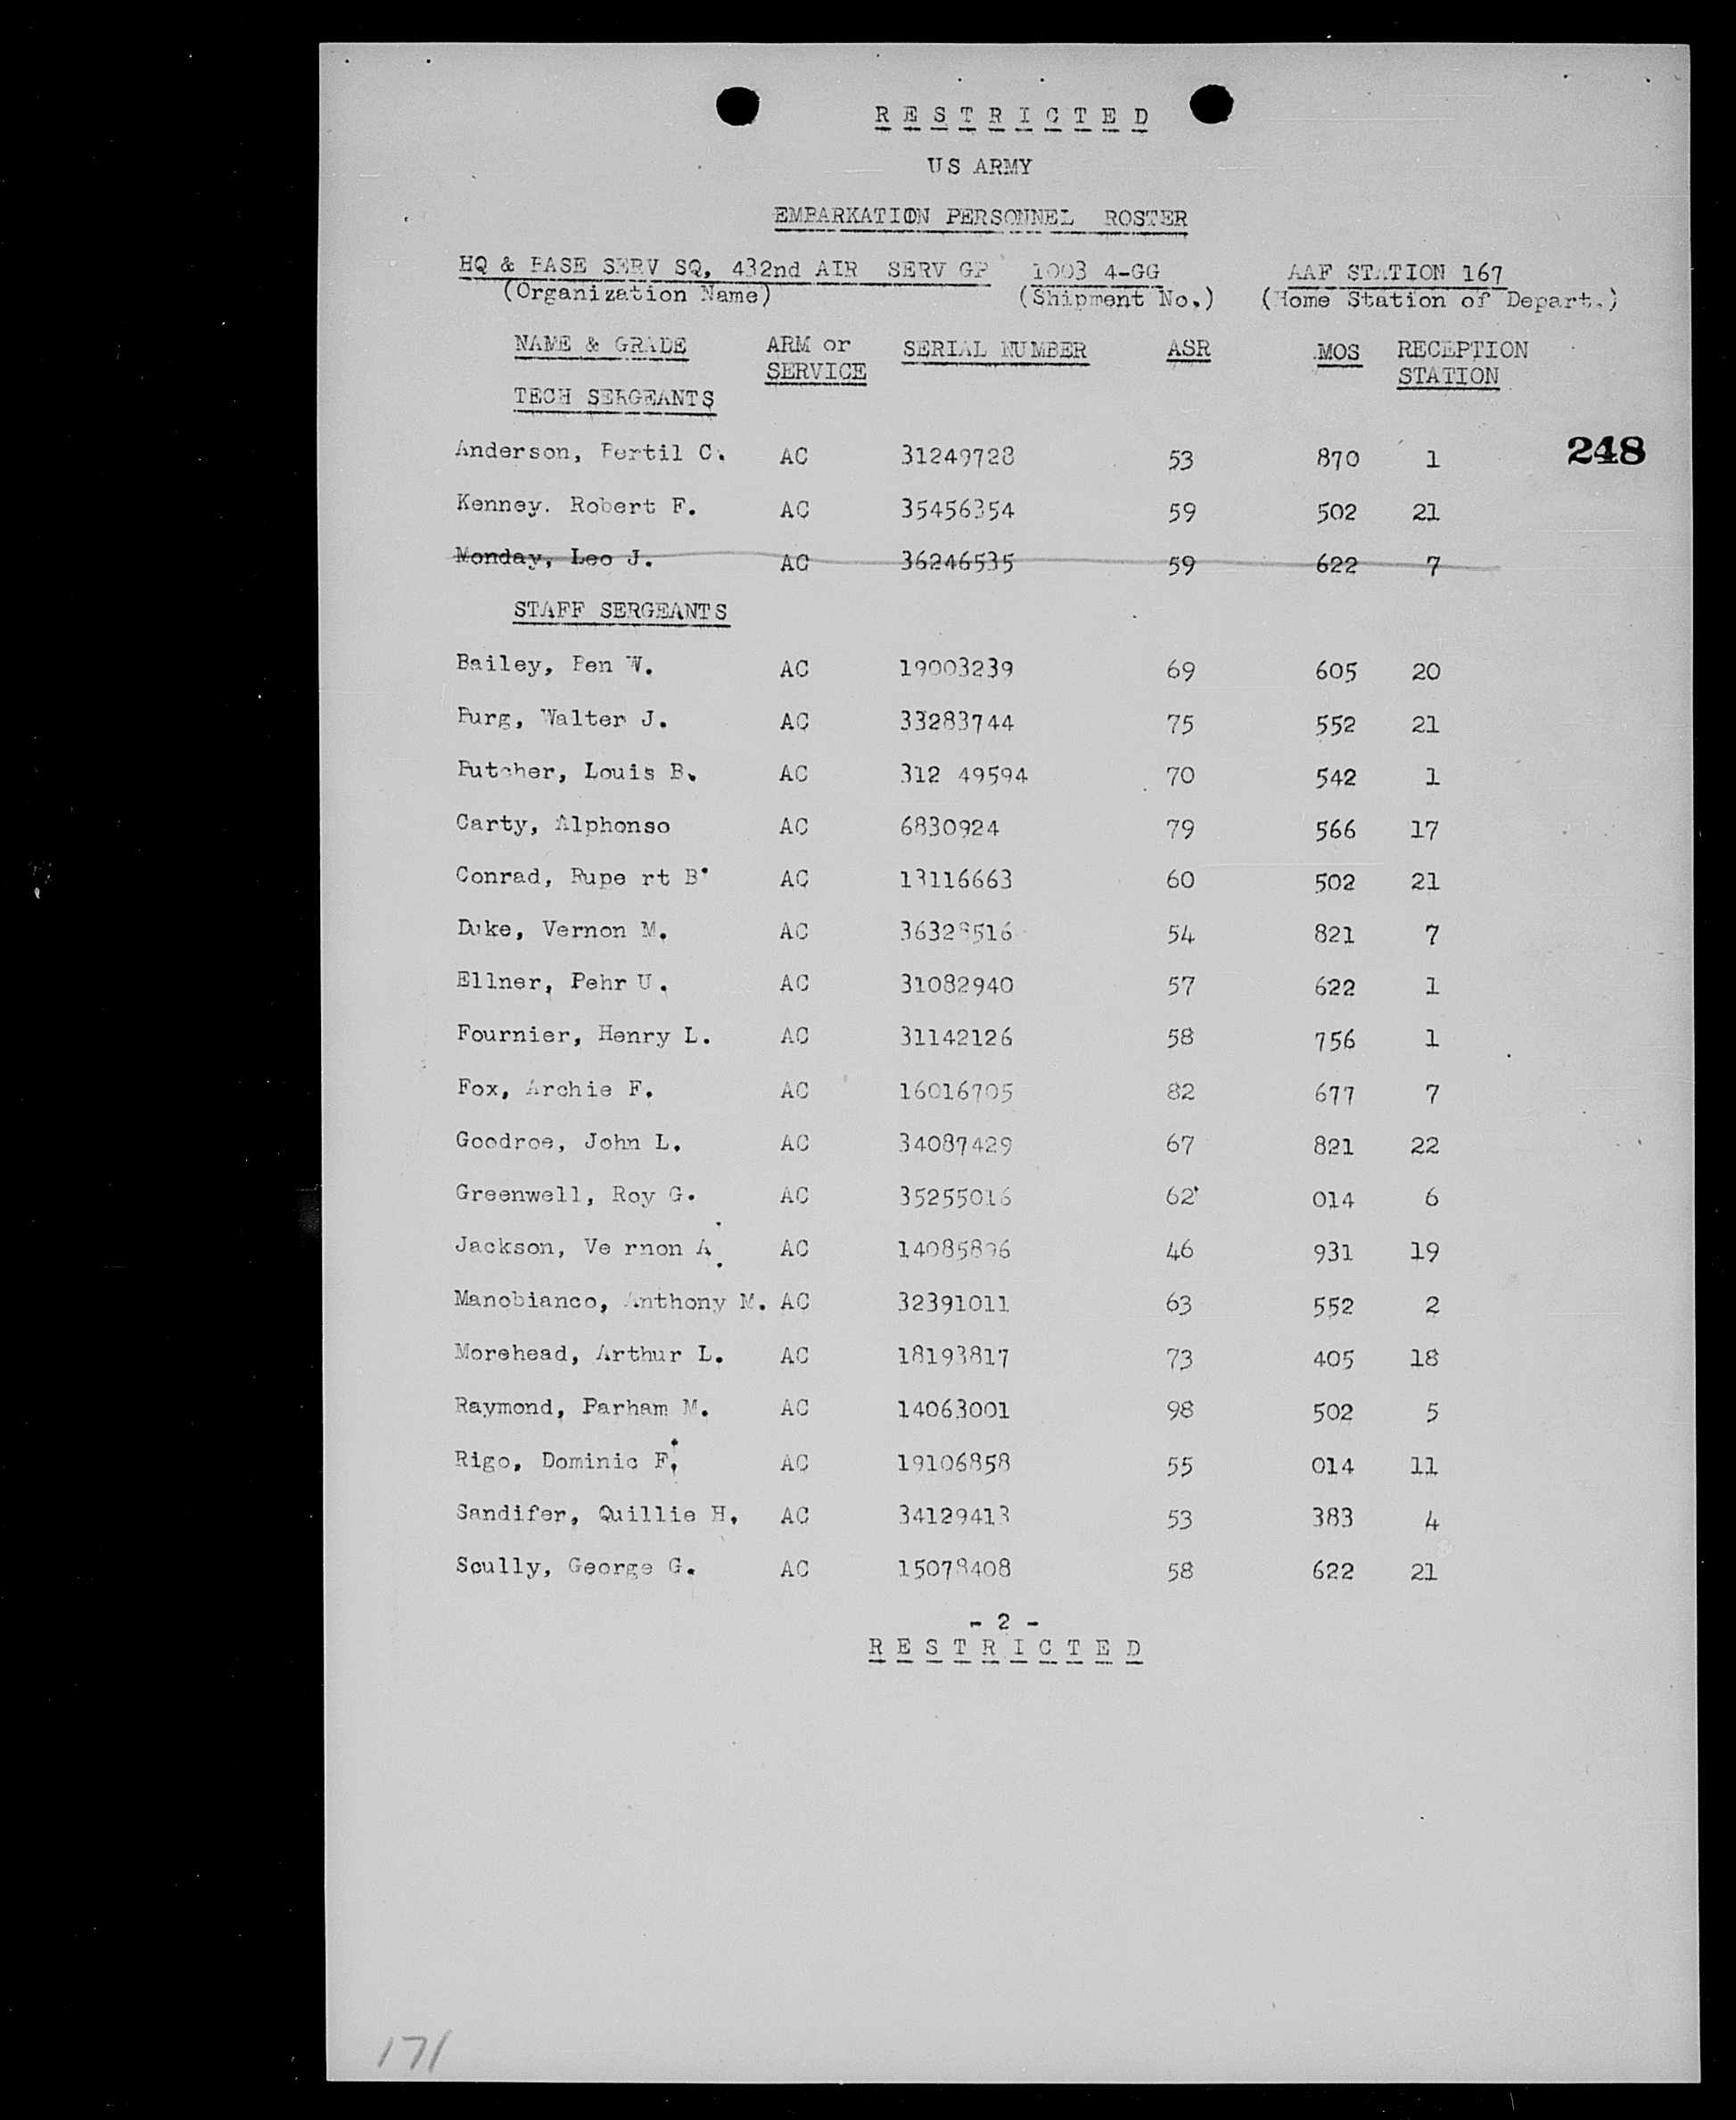 R E S T R I C T E D
US ARMY
EMBARKATION PERSONNEL ROSTER
HQ & BASE SERV SQ, 432nd AIR SERV GP 1003 4-GG AAF STATION 167
(Organization Name) (Shipment No.) (Home Station of Depart.)
NAME & GRADE ARM or SERVICE SERIAL NUMBER ASR MOS RECEPTION STATION
TECH SERGEANTS
248
Anderson, Bertil C. AC 31249728 53 870 1
Kenney. Robert F. AC 35456354 59 502 21
Monday, Leo J. AC 36246535 59 622 7
STAFF SERGEANTS
Bailey, Ben W. AC 19003239 69 605 20
Burg, Walter J. AC 33283744 75 552 21
Butcher, Louis B. AC 312 49594 70 542 1
Carty, Alphonso AC 6830924 79 566 17
Conrad, Rupe rt B. AC 13116663 60 502 21
Duke, Vernon M. AC 36328516 54 821 7
Ellner, Pehr U. AC 31082940 57 622 1
Fournier, Henry L. AC 31142126 58 756 1
Fox, Archie F. AC 16016705 82 677 7
Goodroe, John L. AC 34087429 67 821 22
Greenwell, Roy G. AC 35255016 62 014 6
Jackson, Ve rnon A. AC 14085896 46 931 19
Manobianco, Anthony M. AC 32391011 63 552 2
Morehead, Arthur L. AC 18193817 73 405 18
Raymond, Parham M. AC 14063001 98 502 5
Rigo, Dominic F. AC 19106858 55 014 11
Sandifer, Quillie H. AC 34129413 53 383 4
Scully, George G. AC 15078408 58 622 21
- 2 -
R E S T R I C T E D
171